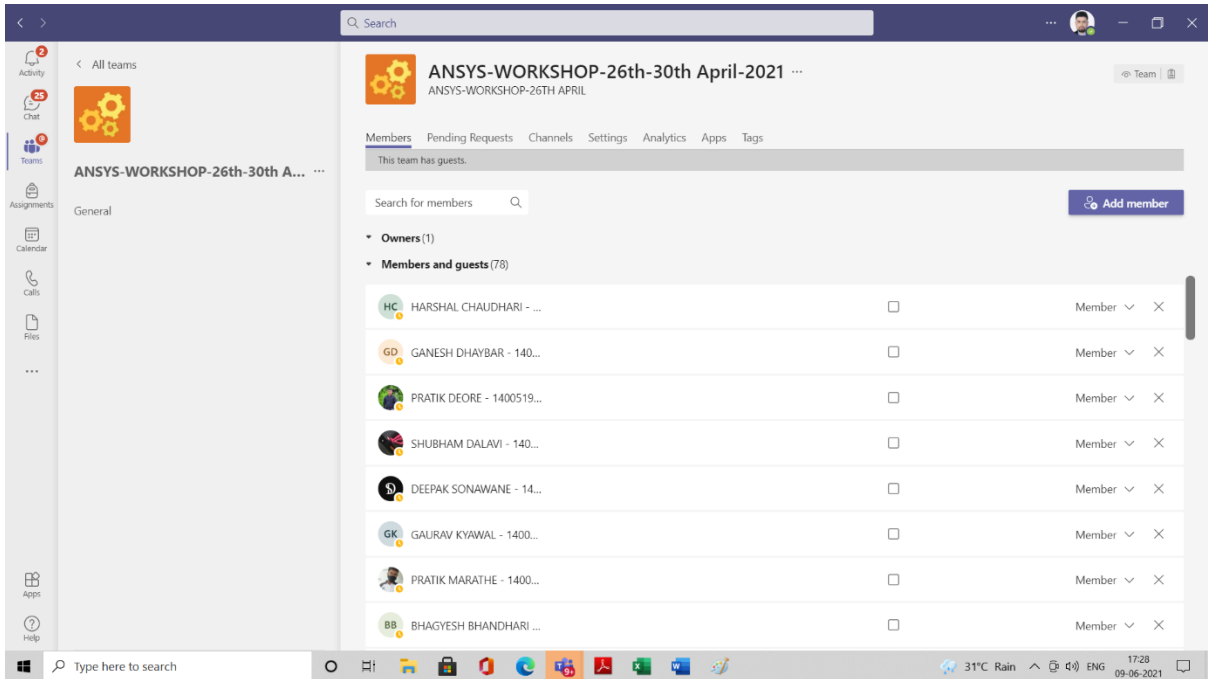 Search
2
Activity
25
Chat
@
Teams
Assignments
Calendar
Calls
Files
Apps
Help
All teams
ANSYS-WORKSHOP-26th-30th A... ...
General
ANSYS-WORKSHOP-26th-30th April-2021 ...
ANSYS-WORKSHOP-26TH APRIL
Team
Members Pending Requests Channels Settings Analytics Apps Tags
This team has guests.
Search for members
Add member
Owners (1)
Members and guests (78)
HC HARSHAL CHAUDHARI - ... Member
GD GANESH DHAYBAR - 140... Member
PRATIK DEORE - 1400519... Member
SHUBHAM DALAVI - 140... Member
DEEPAK SONAWANE - 14... Member
GK GAURAV KYAWAL - 1400... Member
PRATIK MARATHE - 1400... Member
BB BHAGYESH BHANDHARI ... Member
Type here to search
9+
31°C Rain ENG 17:28
09-06-2021